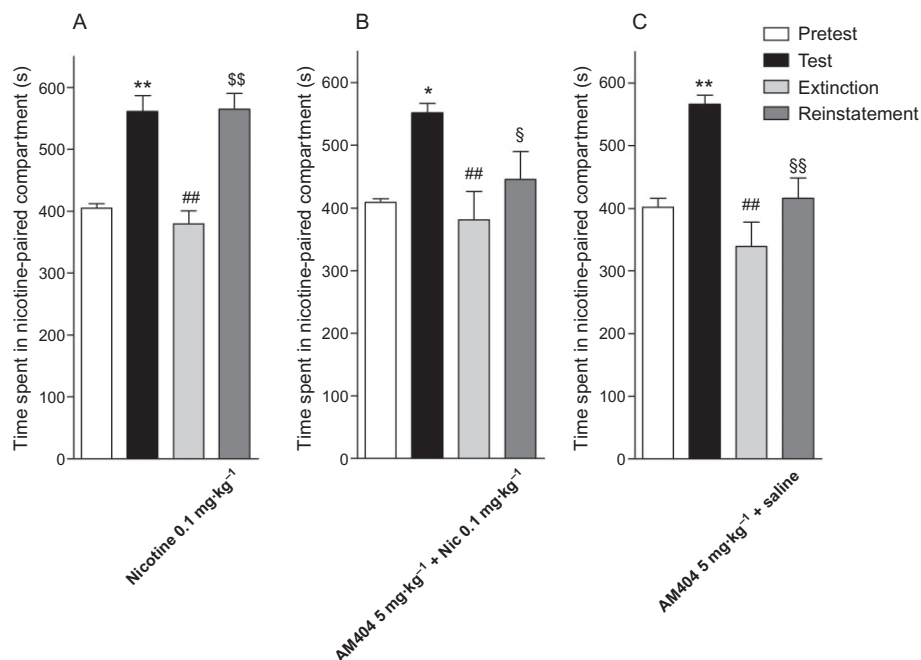 A
B
C
Pretest
Test
Extinction
Reinstatement
Time spent in nicotine-paired compartment (s)
600
500
400
300
200
100
0
**
##
$$
Nicotine 0.1 mg·kg⁻¹
Time spent in nicotine-paired compartment (s)
600
500
400
300
200
100
0
*
##
§
AM404 5 mg·kg⁻¹ + Nic 0.1 mg·kg⁻¹
Time spent in nicotine-paired compartment (s)
600
500
400
300
200
100
0
**
##
§§
AM404 5 mg·kg⁻¹ + saline